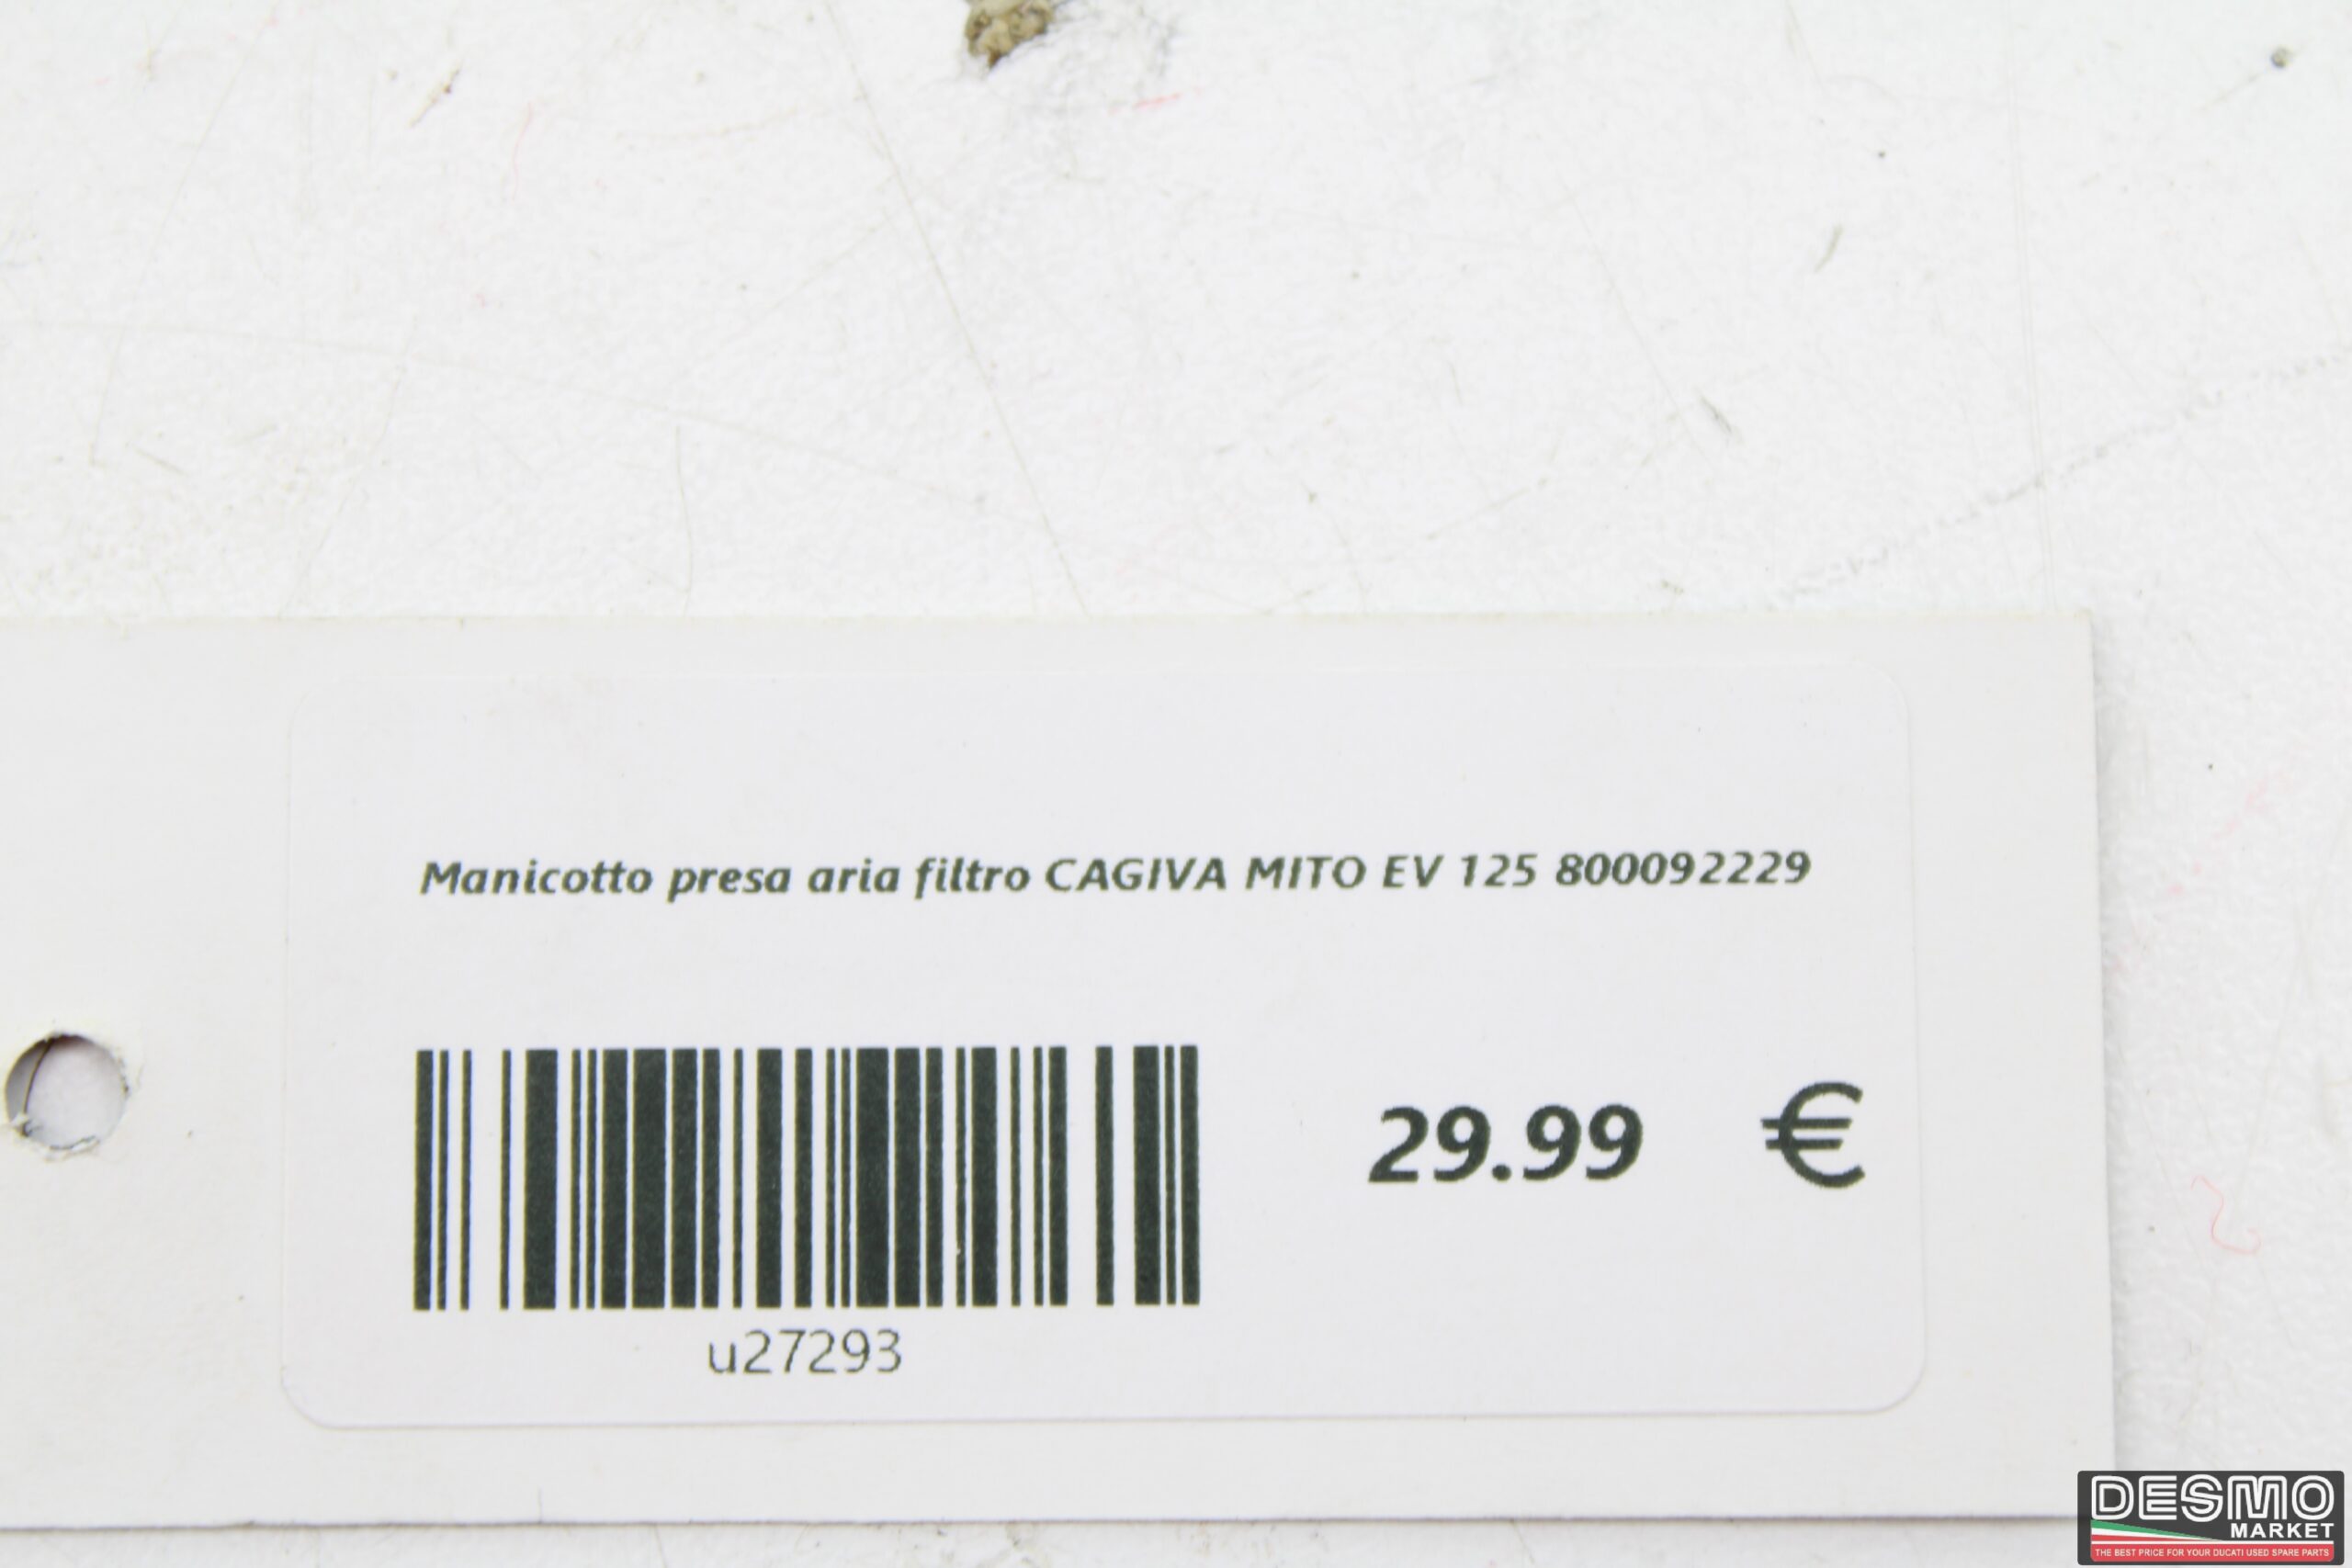 Manicotto presa aria filtro CAGIVA MITO EV 125 800092229
29.99 €
u27293
DESMO
MARKET
THE BEST PRICE FOR YOUR DUCATI USED SPARE PARTS